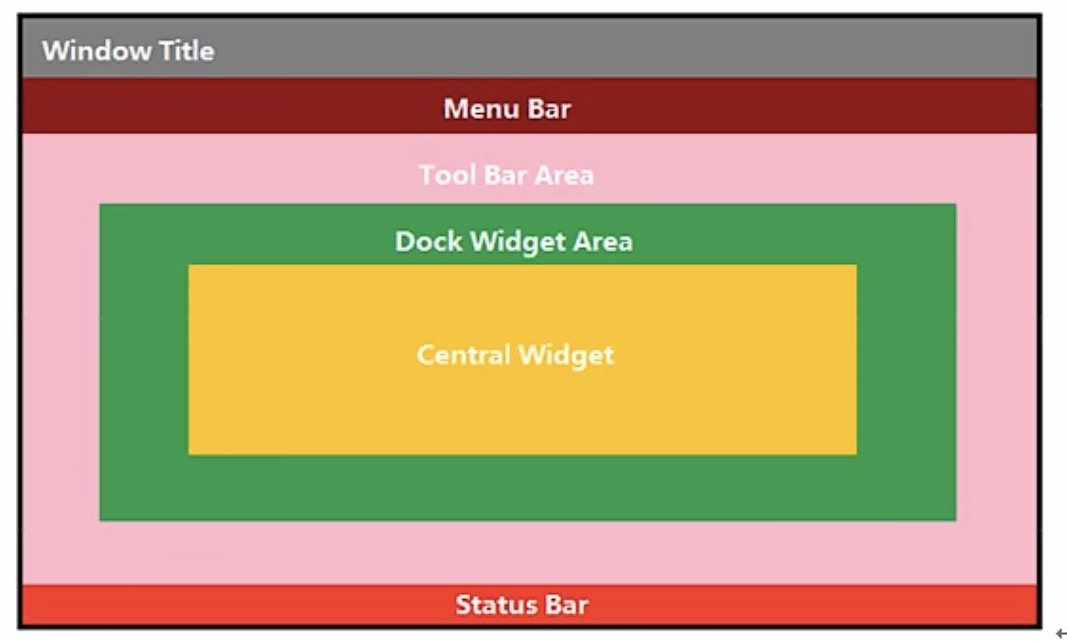 Window Title
Menu Bar
Tool Bar Area
Dock Widget Area
Central Widget
Status Bar